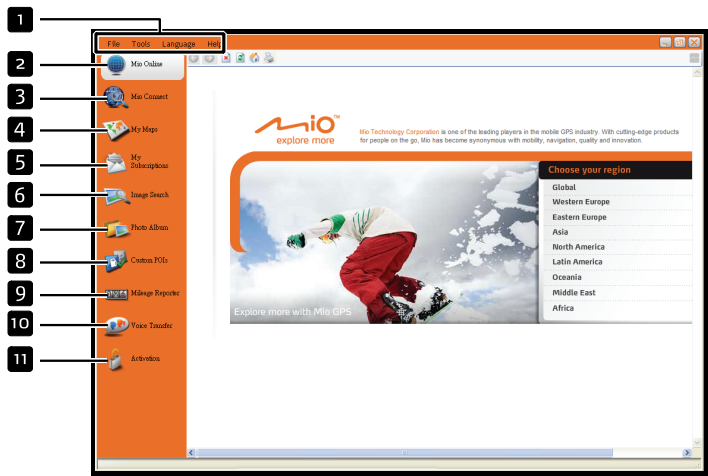 1
File Tools Language Help
2 Mio Online
3 Mio Connect
4 My Maps
5 My
Subscriptions
6 Image Search
7 Photo Album
8 Custom POIs
9 Mileage Reporter
10 Voice Transfer
11 Activation
Mio™
explore more
Mio Technology Corporation is one of the leading players in the mobile GPS industry. With cutting-edge products
for people on the go, Mio has become synonymous with mobility, navigation, quality and innovation.
Choose your region
Global
Western Europe
Eastern Europe
Asia
North America
Latin America
Oceania
Middle East
Africa
Explore more with Mio GPS